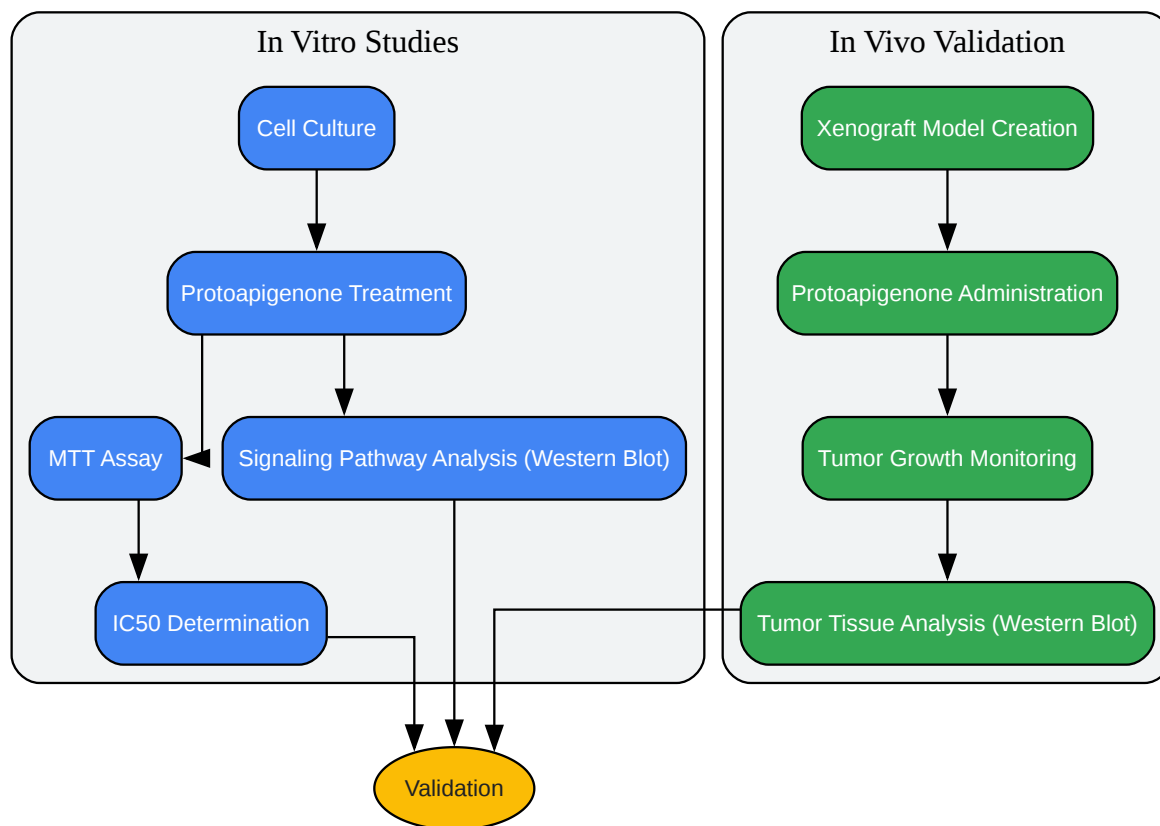 In Vitro Studies
Cell Culture
Protoapigenone Treatment
MTT Assay
Signaling Pathway Analysis (Western Blot)
IC50 Determination
In Vivo Validation
Xenograft Model Creation
Protoapigenone Administration
Tumor Growth Monitoring
Tumor Tissue Analysis (Western Blot)
Validation